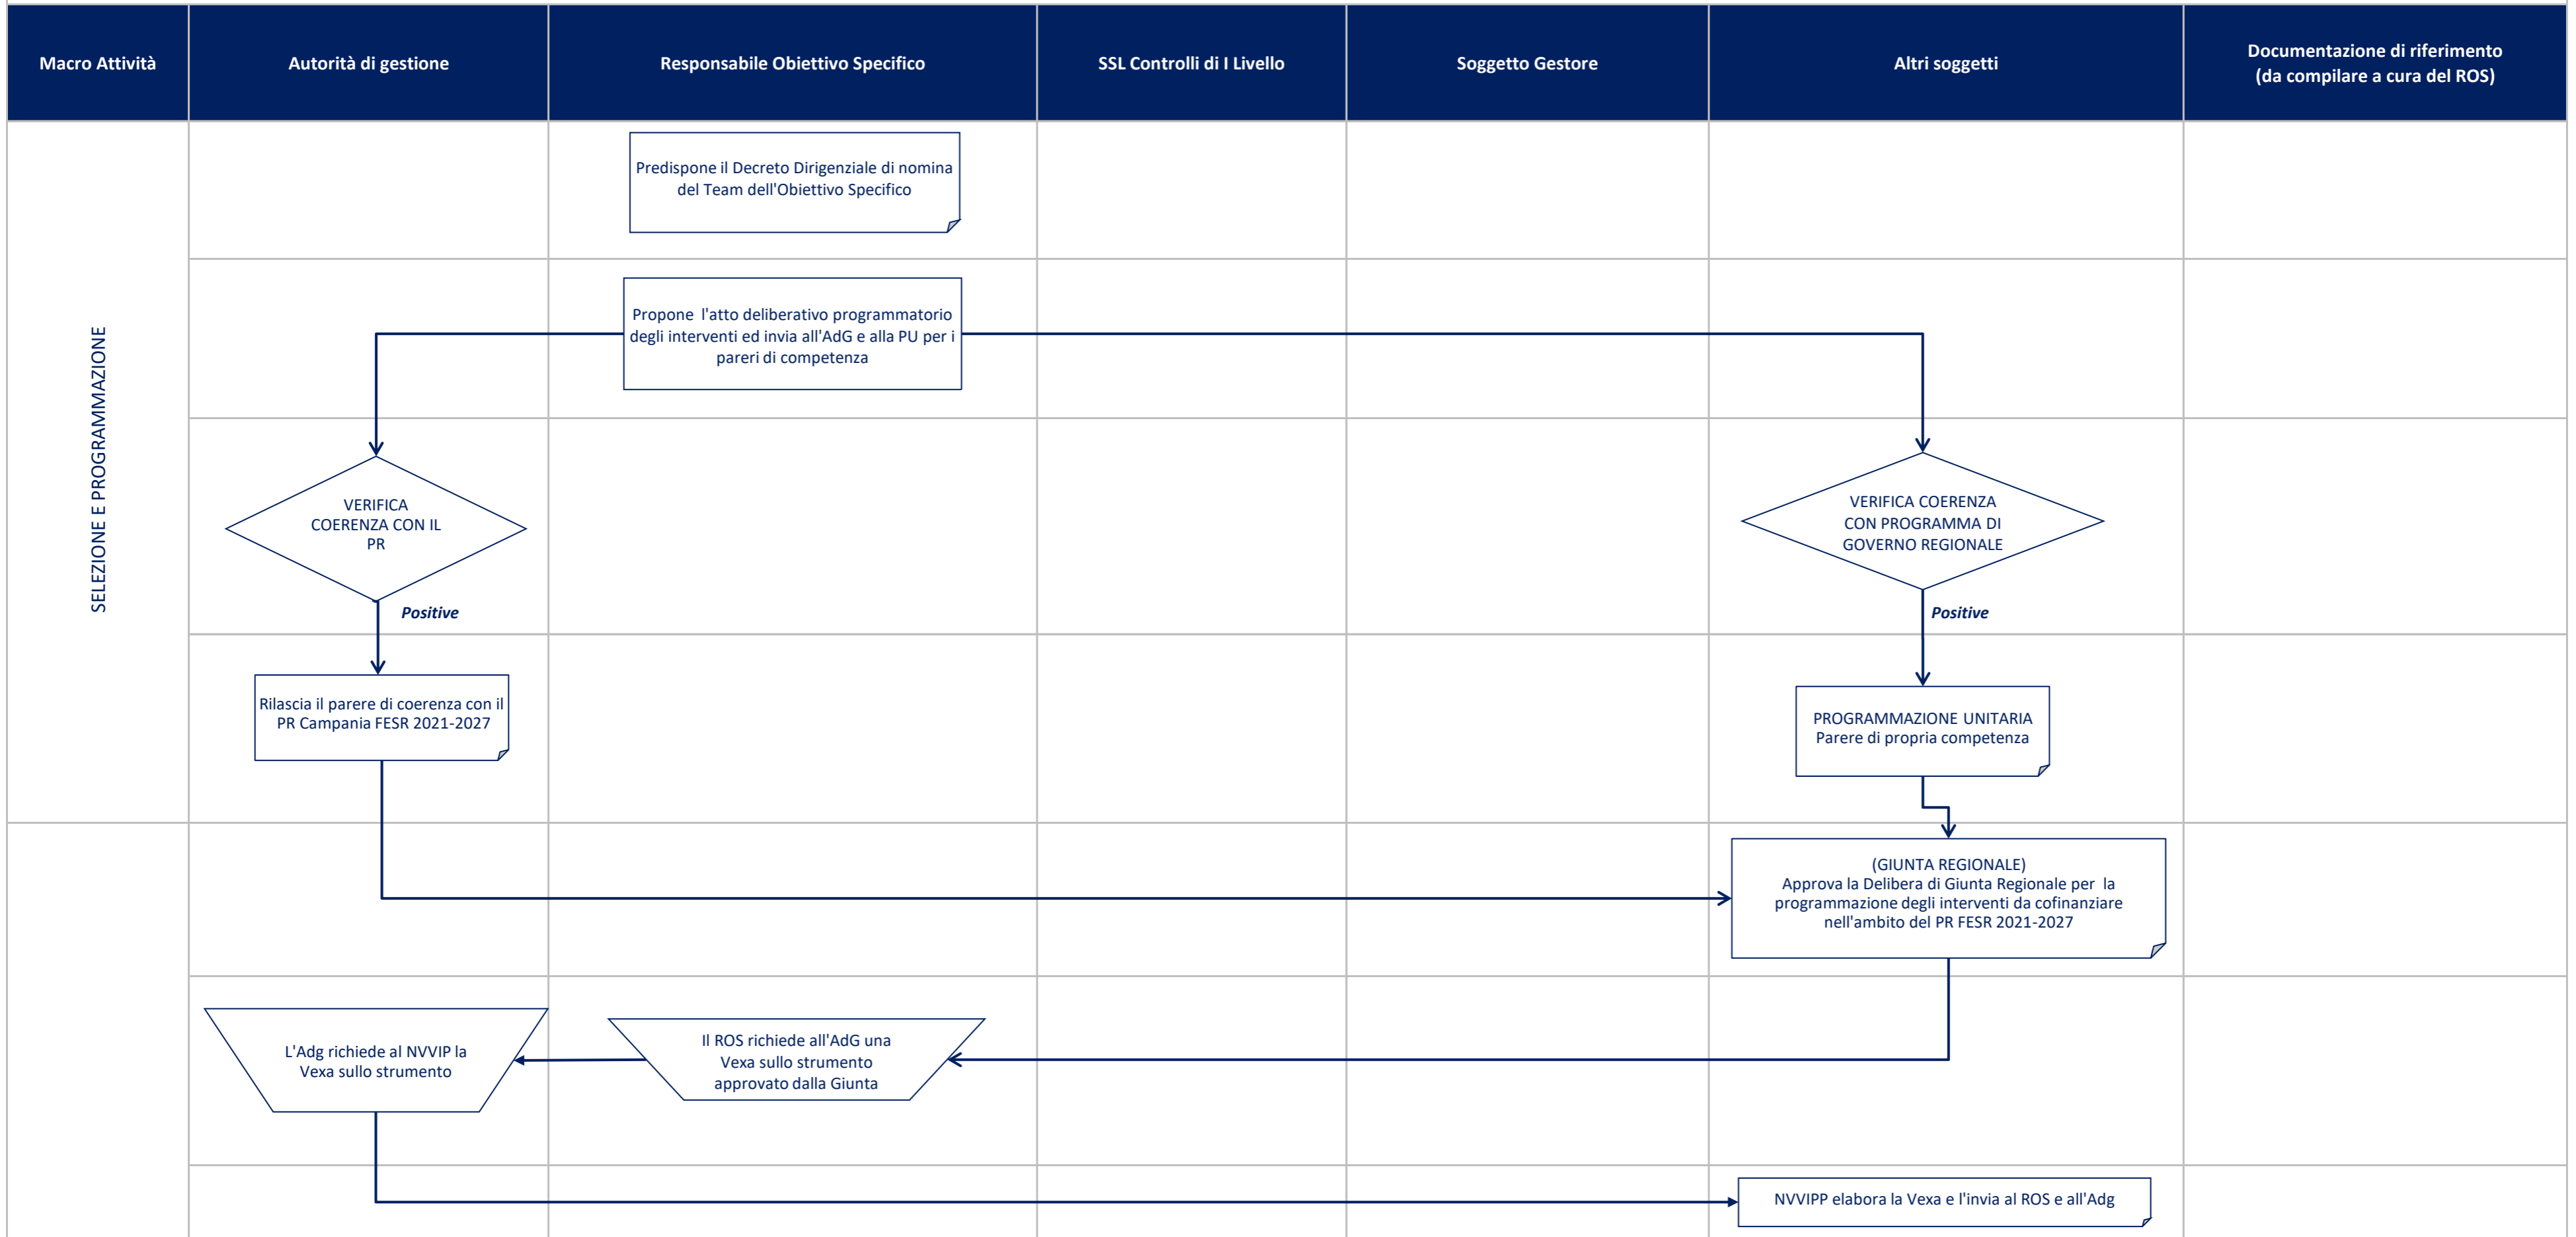 Macro Attività
Autorità di gestione
Responsabile Obiettivo Specifico
SSL Controlli di I Livello
Soggetto Gestore
Altri soggetti
Documentazione di riferimento
(da compilare a cura del ROS)
SELEZIONE E PROGRAMMAZIONE
Predispone il Decreto Dirigenziale di nomina
del Team dell'Obiettivo Specifico
Propone l'atto deliberativo programmatorio
degli interventi ed invia all'AdG e alla PU per i
pareri di competenza
VERIFICA
COERENZA CON IL
PR
VERIFICA COERENZA
CON PROGRAMMA DI
GOVERNO REGIONALE
Positive
Positive
Rilascia il parere di coerenza con il
PR Campania FESR 2021-2027
PROGRAMMAZIONE UNITARIA
Parere di propria competenza
(GIUNTA REGIONALE)
Approva la Delibera di Giunta Regionale per la
programmazione degli interventi da cofinanziare
nell'ambito del PR FESR 2021-2027
L'Adg richiede al NVVIP la
Vexa sullo strumento
Il ROS richiede all'AdG una
Vexa sullo strumento
approvato dalla Giunta
NVVIPP elabora la Vexa e l'invia al ROS e all'Adg